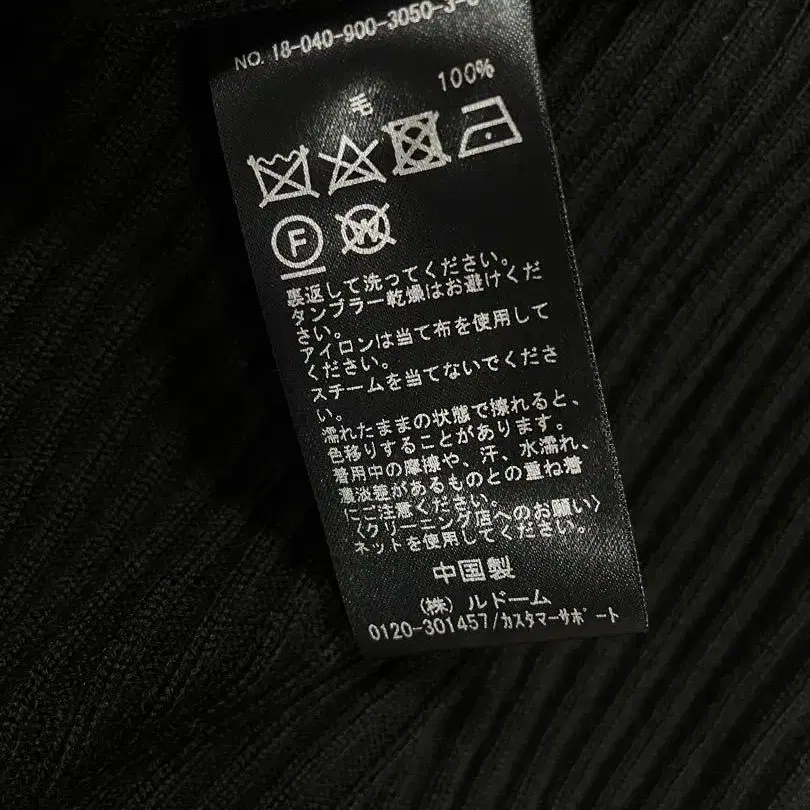 NO. 18-040-900-3050-3-0
毛 100%
F
W
裏返して洗ってください。
タンブラー乾燥はお避けくだ
さい。
アイロンは当て布を使用して
ください。
スチームを当てないでくださ
い。
濡れたままの状態で擦れると、
色移りすることがあります。
着用中の摩擦や、汗、水濡れ、
濃淡差があるものとの重ね着
にご注意ください。
〈クリーニング店へのお願い〉
ネットを使用してください。
中国製
(株) ルドーム
0120-301457/カスタマーサポート